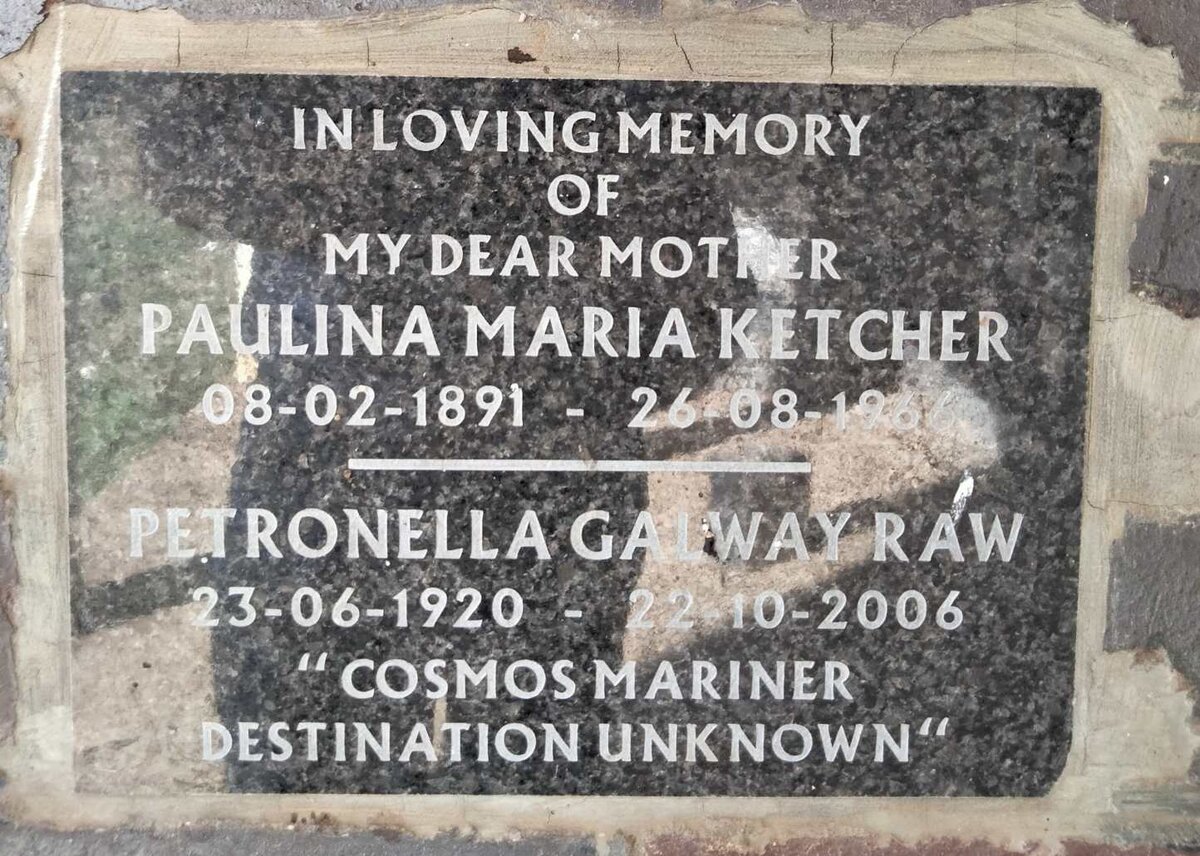 IN LOVING MEMORY
OF
MY DEAR MOTHER
PAULINA MARIA KETCHER
08-02-1891 - 26-08-1966
PETRONELLA GALWAY RAW
23-06-1920 - 22-10-2006
“COSMOS MARINER
DESTINATION UNKNOWN“